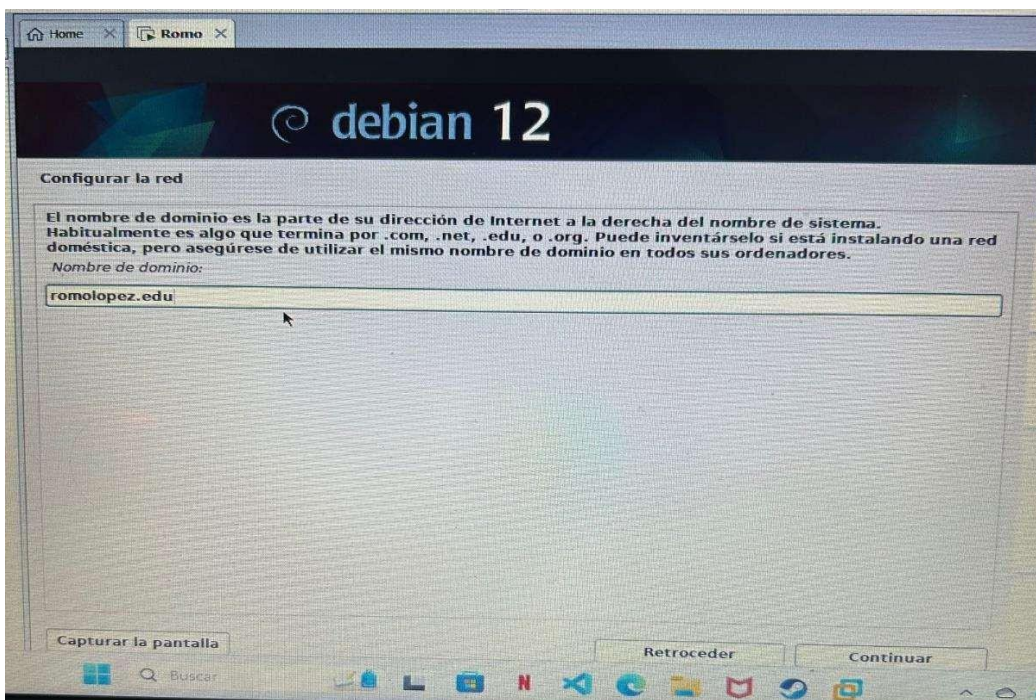 Home
Romo
debian 12
Configurar la red
El nombre de dominio es la parte de su dirección de Internet a la derecha del nombre de sistema.
Habitualmente es algo que termina por .com, .net, .edu, o .org. Puede inventárselo si está instalando una red
doméstica, pero asegúrese de utilizar el mismo nombre de dominio en todos sus ordenadores.
Nombre de dominio:
romolopez.edu
Capturar la pantalla
Retroceder
Continuar
Buscar